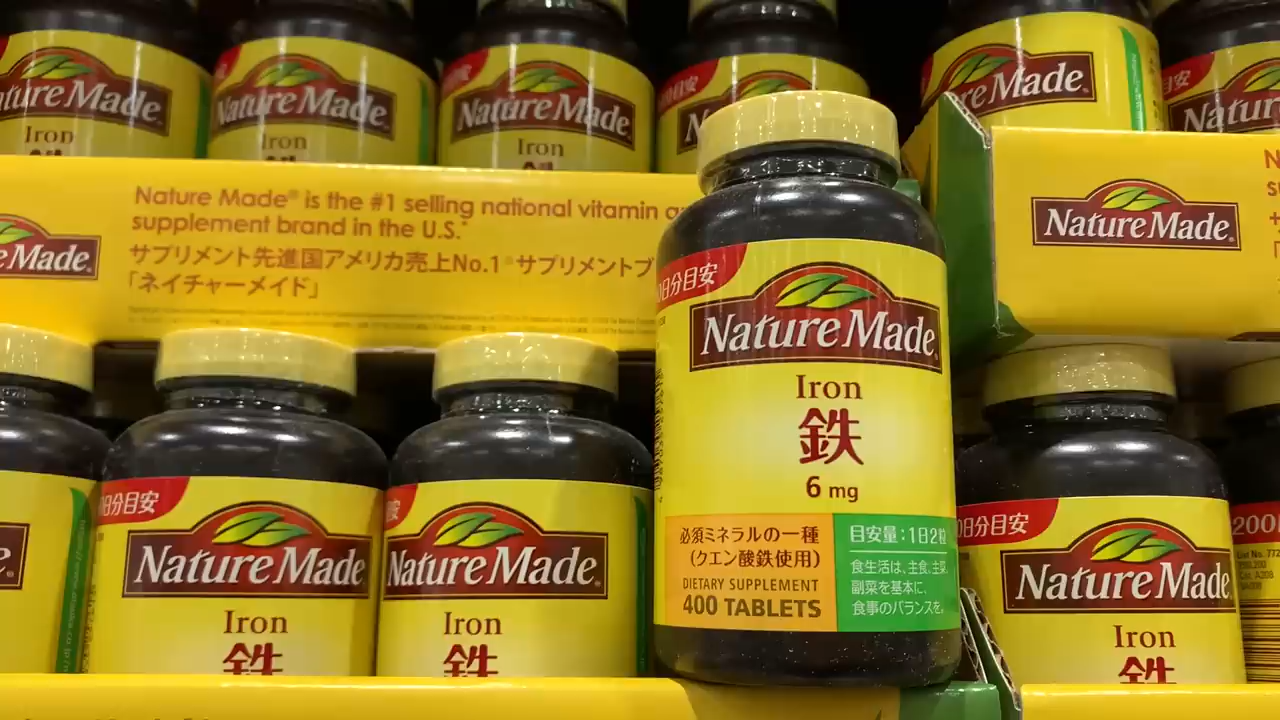 Nature Made
Iron
Nature Made
Iron
Nature Made
Iron
Made
Nature Made
Nature Made® is the #1 selling national vitamin
supplement brand in the U.S.*
サプリメント先進国アメリカ売上No.1※サプリメントブ
「ネイチャーメイド」
Made
Nature Made
日分目安
Nature Made
Iron
鉄
6 mg
必須ミネラルの一種
(クエン酸鉄使用)
DIETARY SUPPLEMENT
400 TABLETS
目安量:1日2粒
食生活は、主食、主菜、
副菜を基本に、
食事のバランスを。
日分目安
Nature Made
Iron
鉄
Nature Made
Iron
鉄
0日分目安
Nature Made
Iron
鉄
200